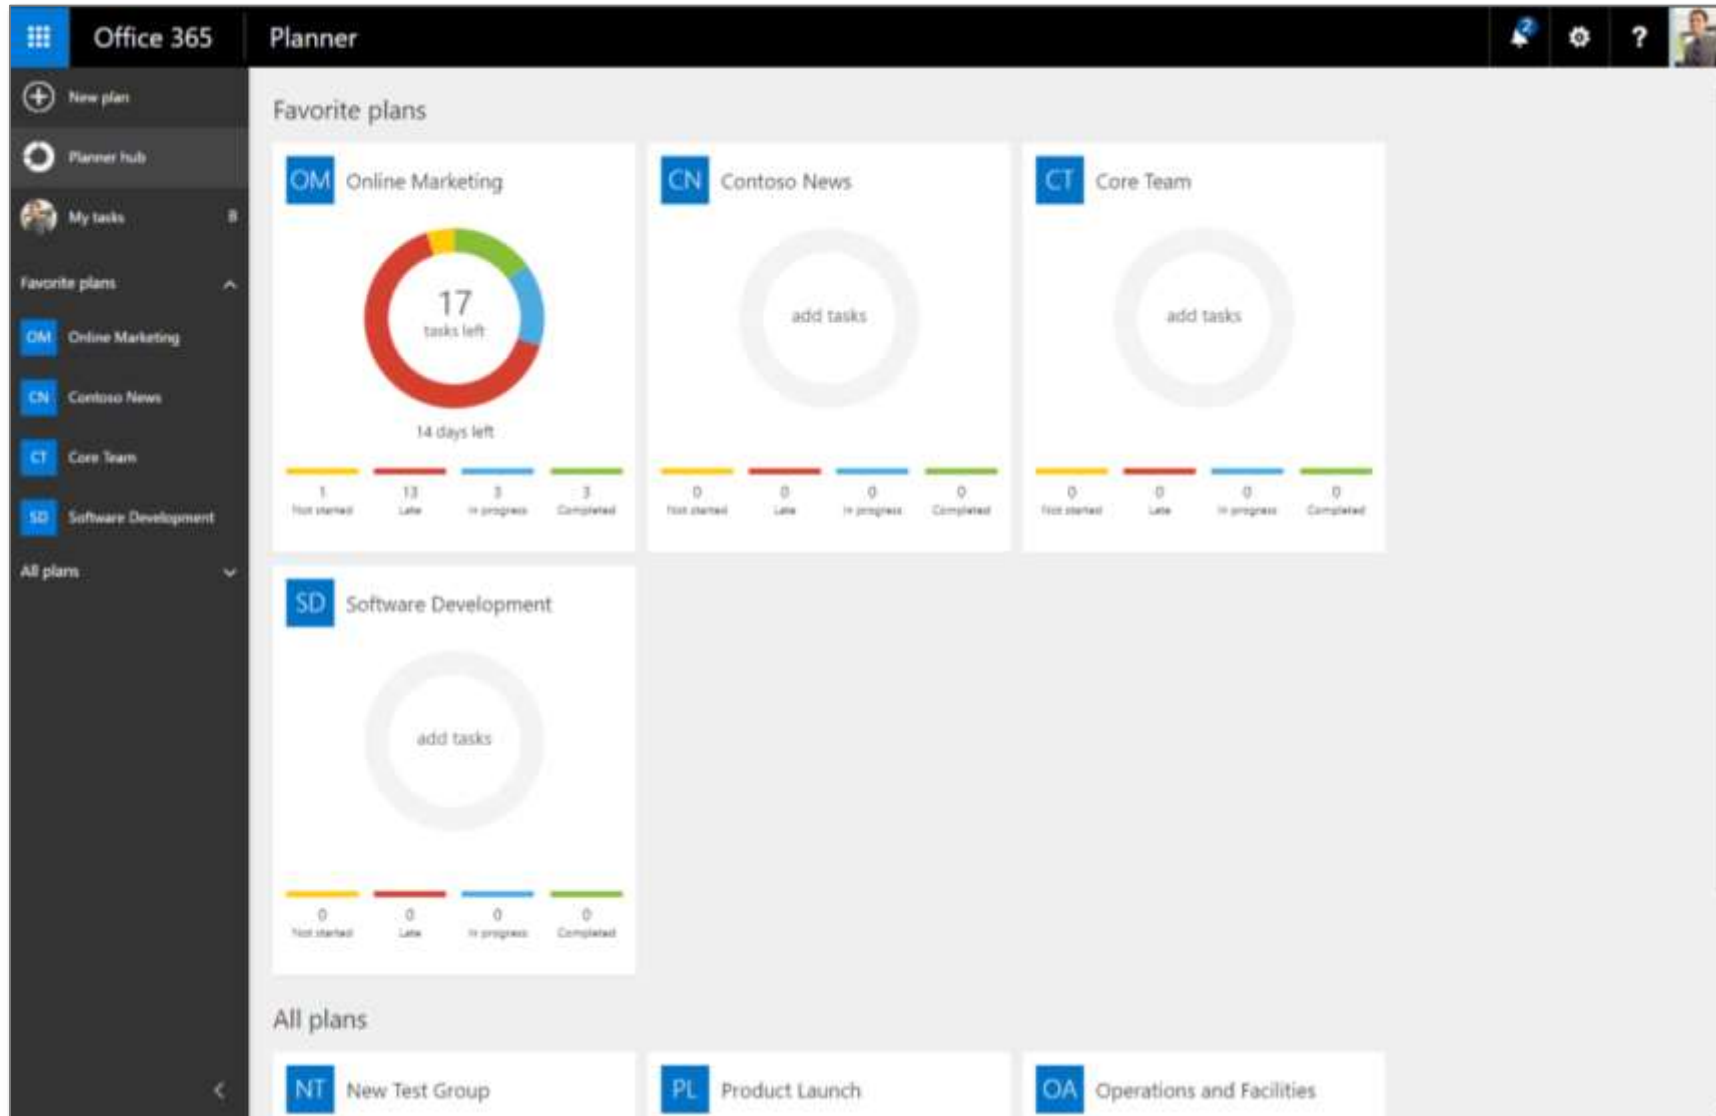 Office 365
Planner
2
?
New plan
Planner hub
My tasks 8
Favorite plans
OM Online Marketing
CN Contoso News
CT Core Team
SD Software Development
All plans
Favorite plans
OM Online Marketing
17
tasks left
14 days left
1 13 3 3
Not started Late In progress Completed
CN Contoso News
add tasks
0 0 0 0
Not started Late In progress Completed
CT Core Team
add tasks
0 0 0 0
Not started Late In progress Completed
SD Software Development
add tasks
0 0 0 0
Not started Late In progress Completed
All plans
NT New Test Group
PL Product Launch
OA Operations and Facilities